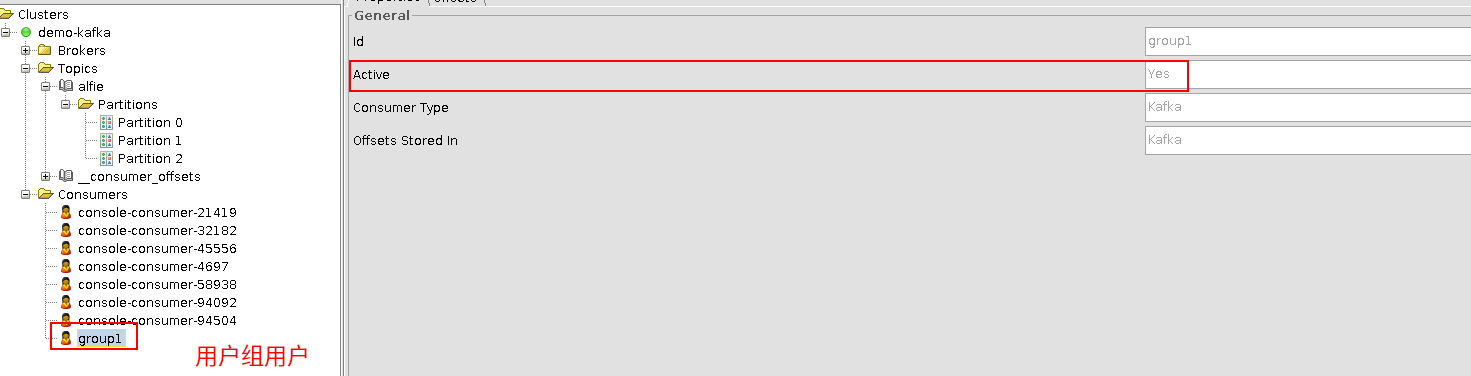 Clusters
demo-kafka
Brokers
Topics
alfie
Partitions
Partition 0
Partition 1
Partition 2
__consumer_offsets
Consumers
console-consumer-21419
console-consumer-32182
console-consumer-45556
console-consumer-4697
console-consumer-58938
console-consumer-94092
console-consumer-94504
group1
用户组用户
General
Id
group1
Active
Yes
Consumer Type
Kafka
Offsets Stored In
Kafka